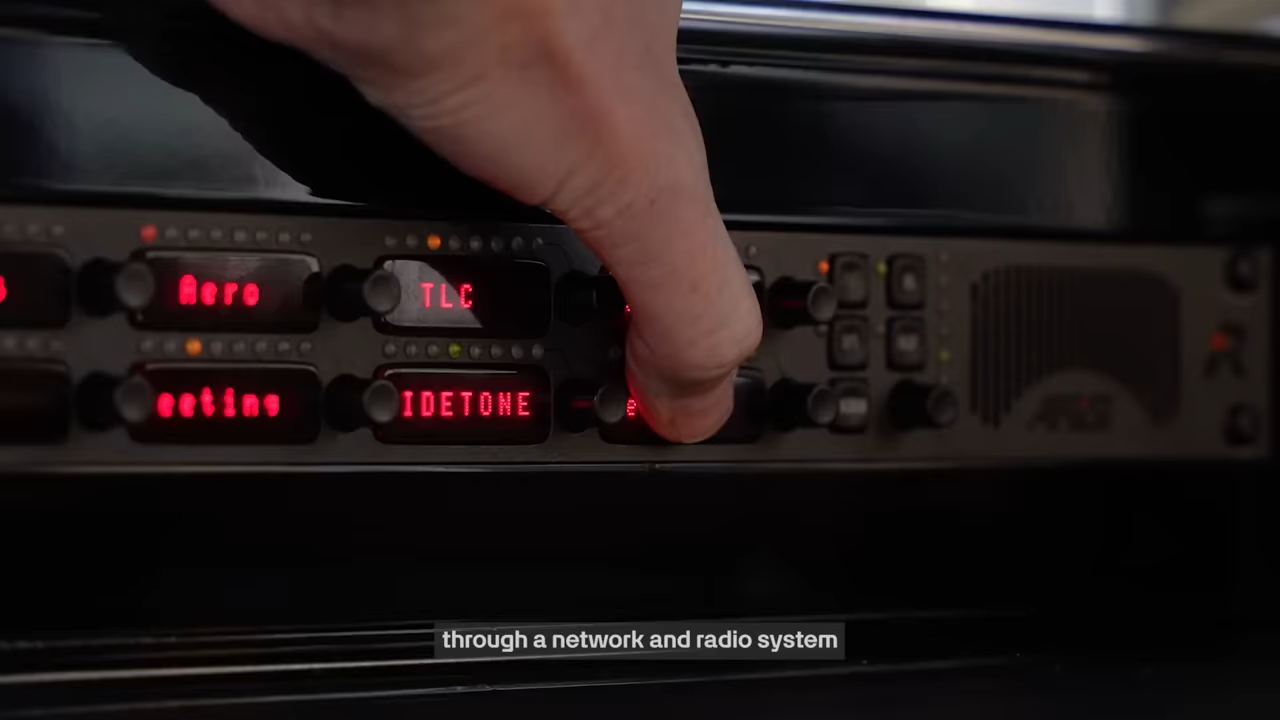 Aero
TLC
eeting
IDETONE
through a network and radio system